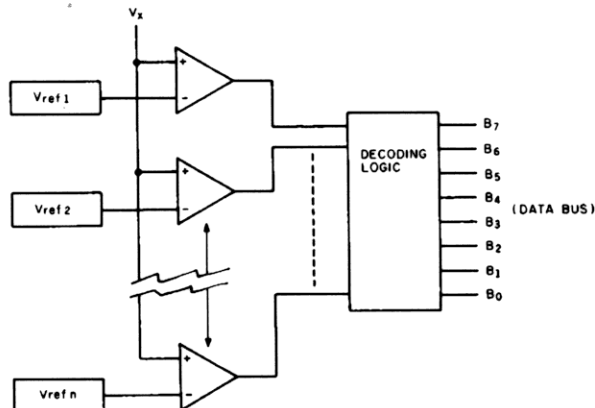 Vx
+
-
Vref 1
+
-
Vref 2
+
-
Vref n
DECODING
LOGIC
B7
B6
B5
B4
B3
B2
B1
B0
(DATA BUS)